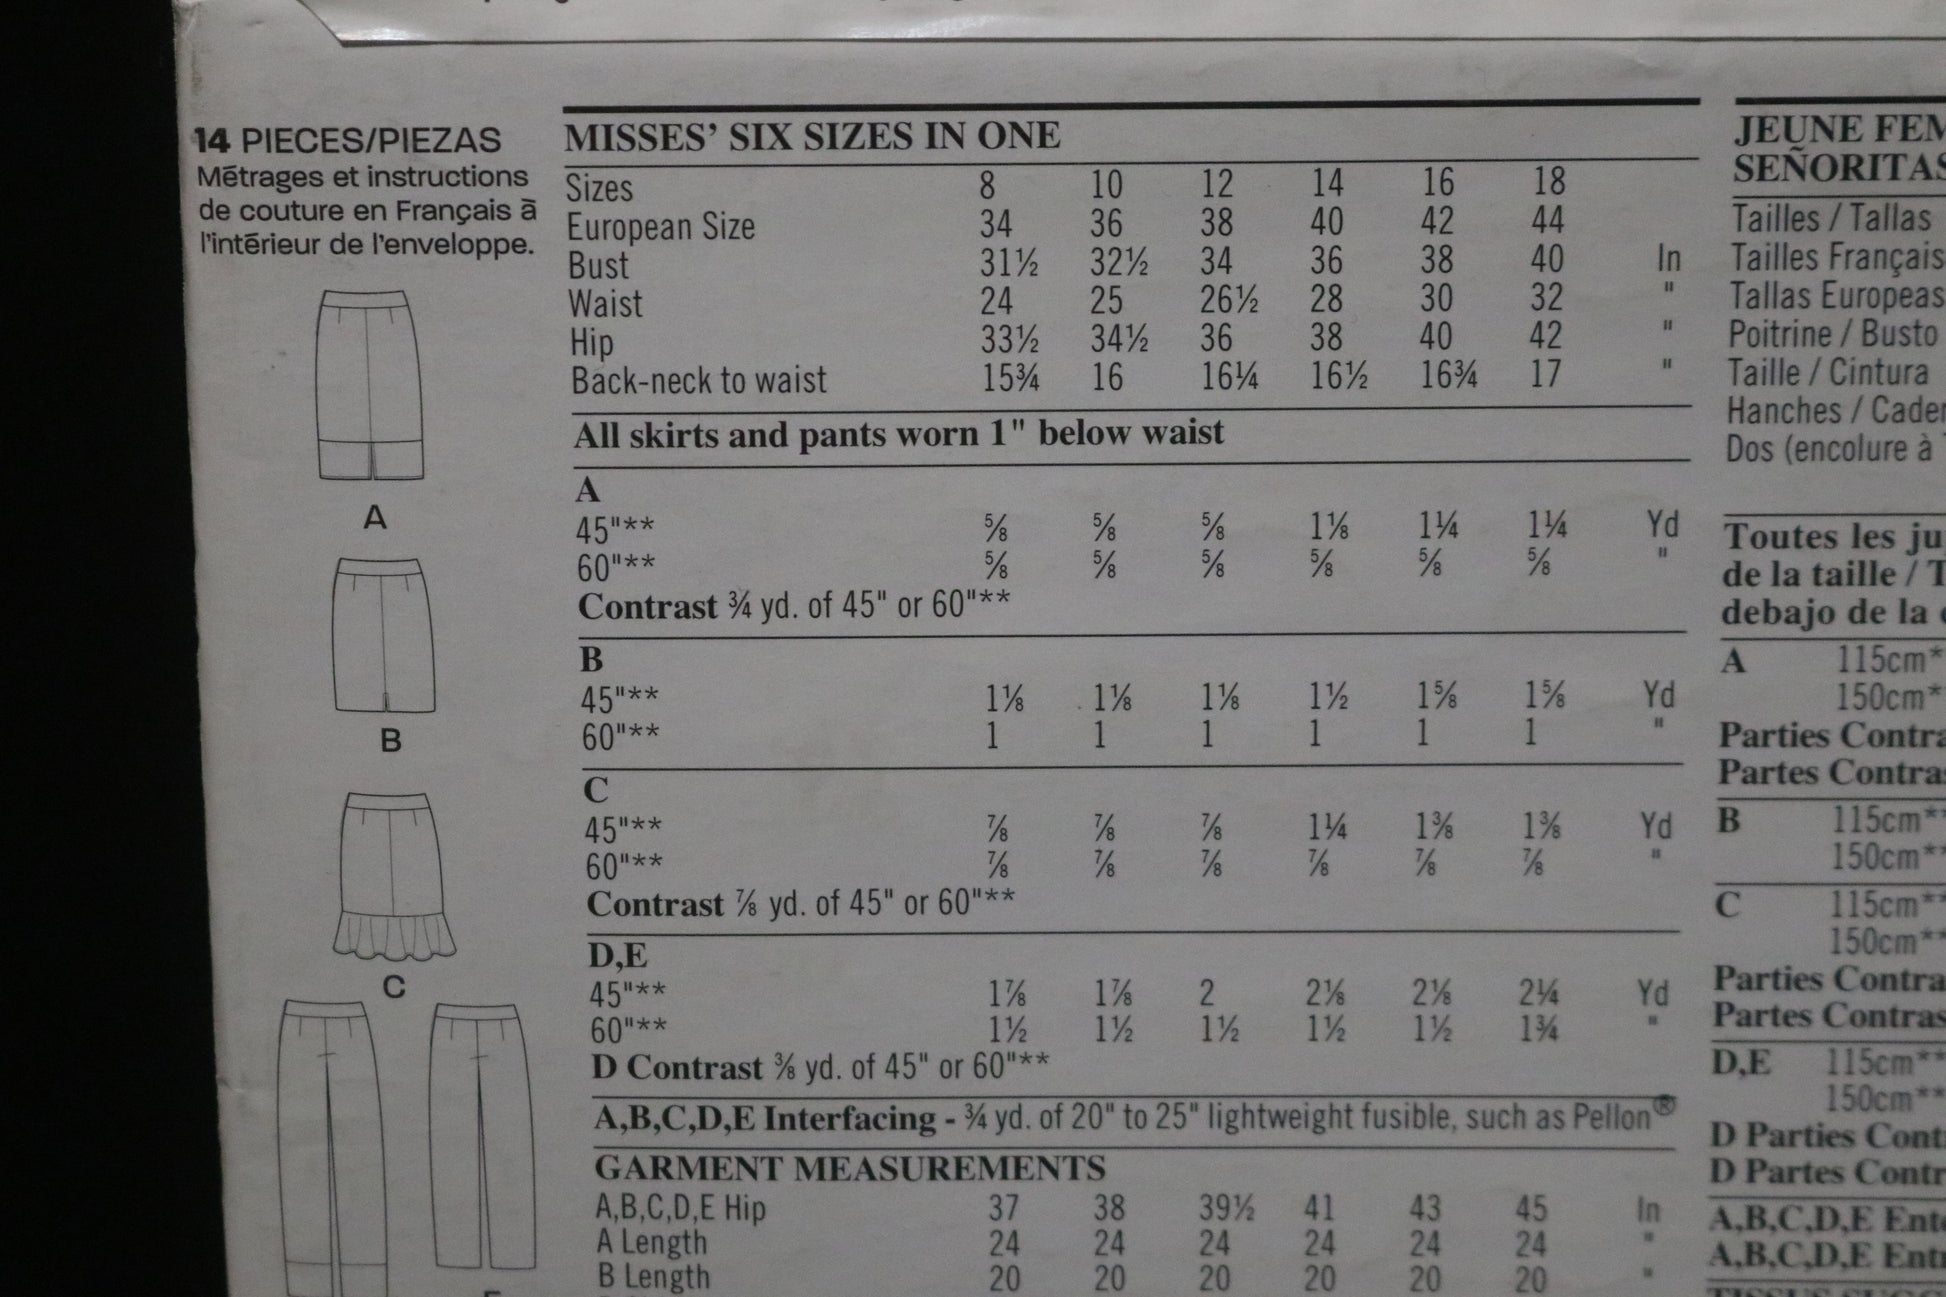 14 PIECES/PIEZAS
Métrages et instructions
de couture en Français à
l'intérieur de l'enveloppe.
A
B
C
MISSES' SIX SIZES IN ONE
Sizes 8 10 12 14 16 18
European Size 34 36 38 40 42 44
Bust 31½ 32½ 34 36 38 40 In
Waist 24 25 26½ 28 30 32 "
Hip 33½ 34½ 36 38 40 42 "
Back-neck to waist 15¾ 16 16¼ 16½ 16¾ 17 "
All skirts and pants worn 1" below waist
A
45"** ⅝ ⅝ ⅝ 1⅛ 1¼ 1¼ Yd
60"** ⅝ ⅝ ⅝ ⅝ ⅝ ⅝ "
Contrast ¾ yd. of 45" or 60"**
B
45"** 1⅛ 1⅛ 1⅛ 1½ 1⅝ 1⅝ Yd
60"** 1 1 1 1 1 1 "
C
45"** ⅞ ⅞ ⅞ 1¼ 1⅜ 1⅜ Yd
60"** ⅞ ⅞ ⅞ ⅞ ⅞ ⅞ "
Contrast ⅞ yd. of 45" or 60"**
D,E
45"** 1⅞ 1⅞ 2 2⅛ 2⅛ 2¼ Yd
60"** 1½ 1½ 1½ 1½ 1½ 1¾ "
D Contrast ⅜ yd. of 45" or 60"**
A,B,C,D,E Interfacing - ¾ yd. of 20" to 25" lightweight fusible, such as Pellon®
GARMENT MEASUREMENTS
A,B,C,D,E Hip 37 38 39½ 41 43 45 In
A Length 24 24 24 24 24 24 "
B Length 20 20 20 20 20 20 "
JEUNE
SEÑORITAS
Tailles / Tallas
Tailles Français
Tallas Europeas
Poitrine / Busto
Taille / Cintura
Hanches /
Dos (encolure à
Toutes les
de la taille /
debajo de la
A 115cm*
150cm*
Parties
Partes
B 115cm**
150cm**
C 115cm**
150cm**
Parties
Partes
D,E 115cm**
150cm**
D Parties
D Partes
A,B,C,D,E
A,B,C,D,E